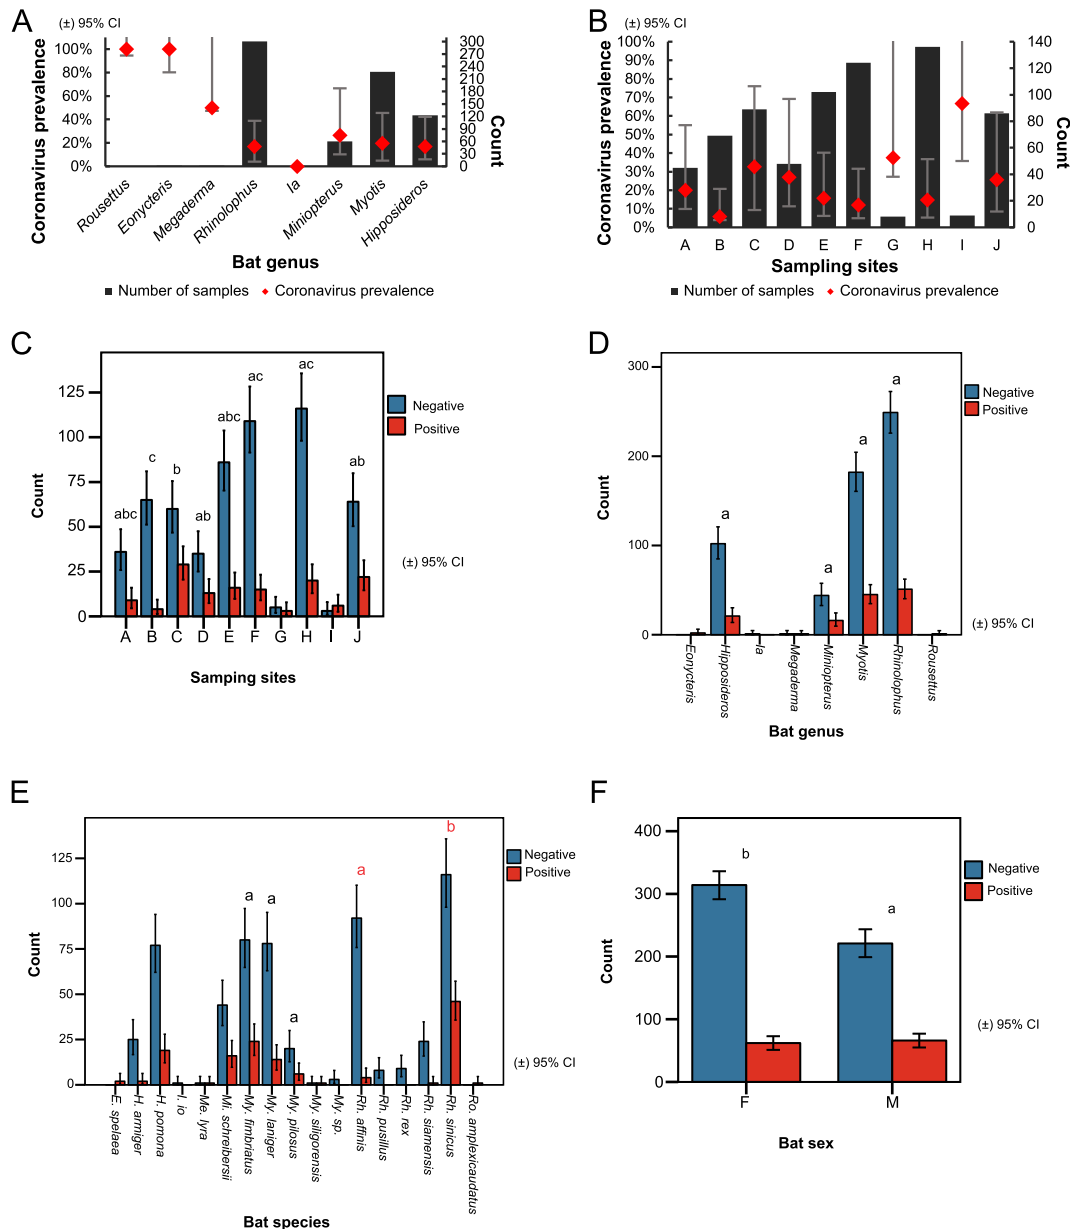 A
(±) 95% CI
Coronavirus prevalence
100%
80%
60%
40%
20%
0%
300
270
240
210
180
150
120
90
60
30
0
Count
Rousettus
Eonycteris
Megaderma
Rhinolophus
Ia
Miniopterus
Myotis
Hipposideros
Bat genus
Number of samples
Coronavirus prevalence
B
(±) 95% CI
Coronavirus prevalence
100%
90%
80%
70%
60%
50%
40%
30%
20%
10%
0%
140
120
100
80
60
40
20
0
Count
A B C D E F G H I J
Sampling sites
Number of samples
Coronavirus prevalence
C
Count
125
100
75
50
25
0
abc
c
b
ab
abc
ac
ac
ab
Negative
Positive
(±) 95% CI
A B C D E F G H I J
Samping sites
D
Count
300
200
100
0
a
a
a
a
Negative
Positive
(±) 95% CI
Eonycteris
Hipposideros
Ia
Megaderma
Miniopterus
Myotis
Rhinolophus
Rousettus
Bat genus
E
Count
125
100
75
50
25
0
a
a
a
a
b
Negative
Positive
(±) 95% CI
E. spelaea
H. armiger
H. pomona
I. io
Me. lyra
Mi. schreibersii
My. fimbriatus
My. laniger
My. pilosus
My. siligorensis
My. sp.
Rh. affinis
Rh. pusillus
Rh. rex
Rh. siamensis
Rh. sinicus
Ro. amplexicaudatus
Bat species
F
Count
400
300
200
100
0
b
a
Negative
Positive
(±) 95% CI
F M
Bat sex